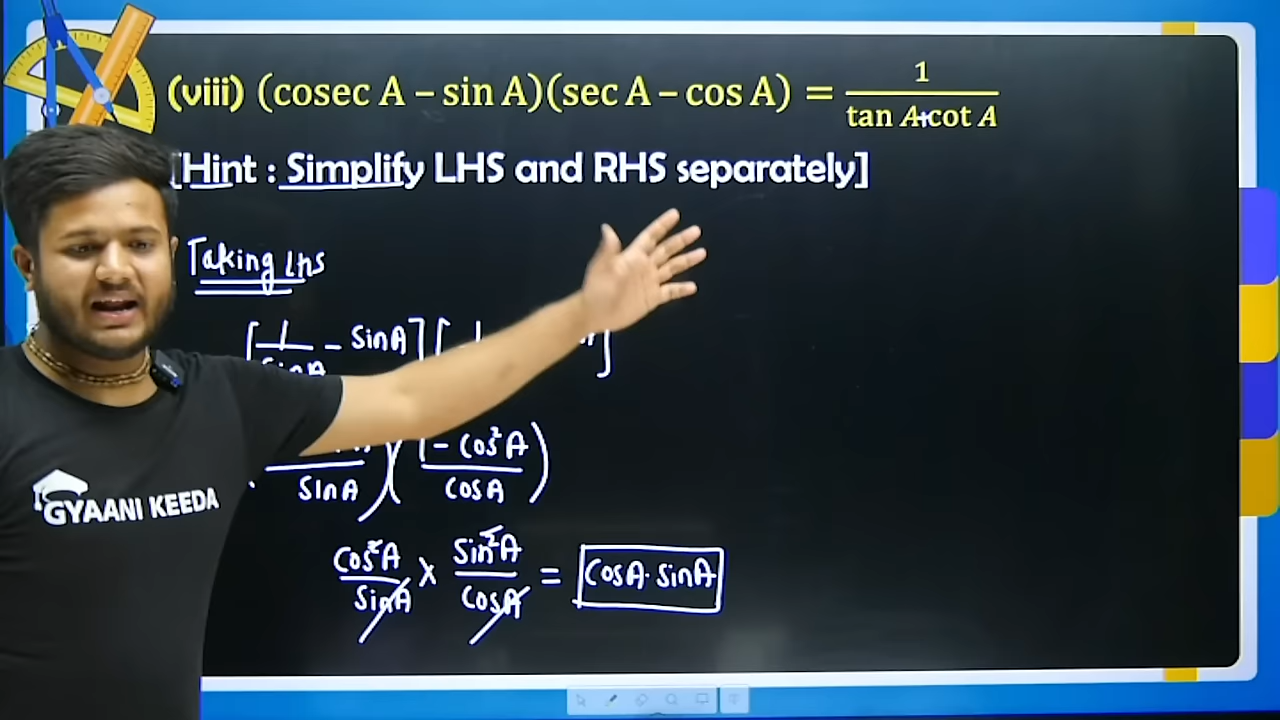 (viii) (cosec A – sin A)(sec A – cos A) = 1 / tan A+cot A
[Hint : Simplify LHS and RHS separately]
Taking LHS
[1/sinA – sinA] [
sinA) (1 – cos²A / cosA)
cos²A/sinA × sin²A/cosA = cosA · sinA
GYAANI KEEDA